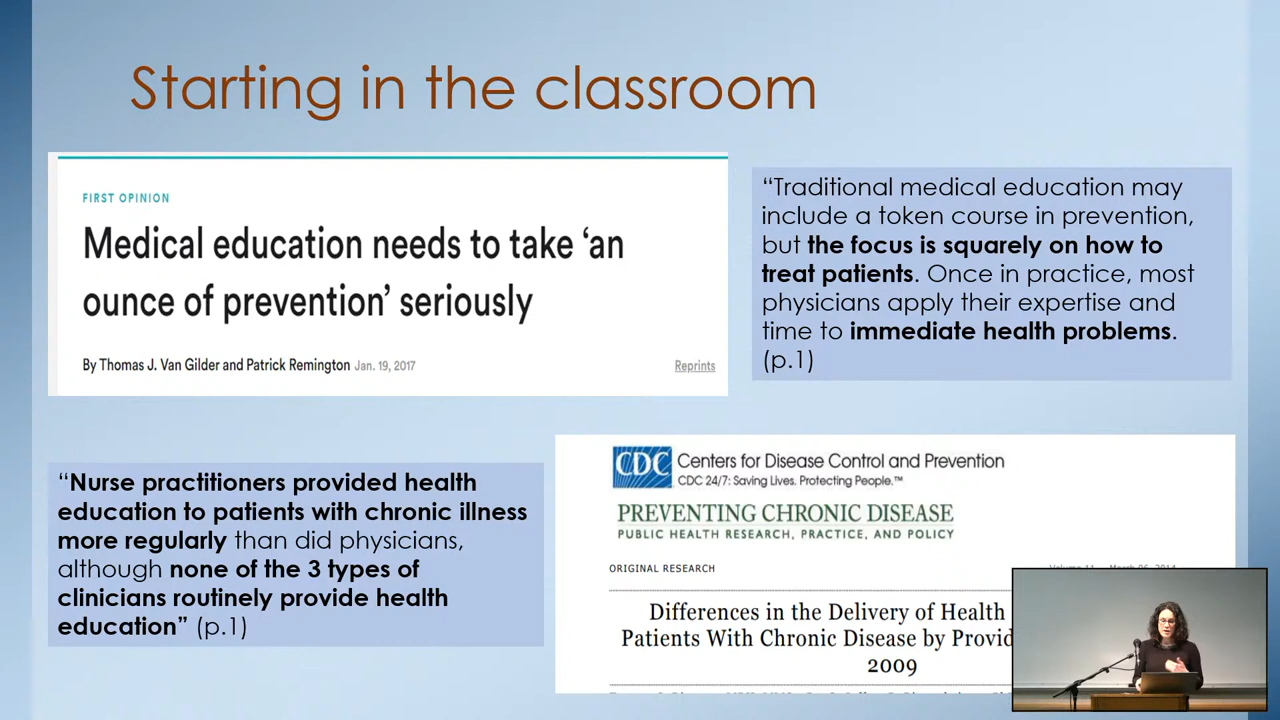 Starting in the classroom
FIRST OPINION
Medical education needs to take ‘an
ounce of prevention’ seriously
By Thomas J. Van Gilder and Patrick Remington Jan. 19, 2017
Reprints
“Traditional medical education may
include a token course in prevention,
but the focus is squarely on how to
treat patients. Once in practice, most
physicians apply their expertise and
time to immediate health problems.
(p.1)
“Nurse practitioners provided health
education to patients with chronic illness
more regularly than did physicians,
although none of the 3 types of
clinicians routinely provide health
education” (p.1)
CDC
Centers for Disease Control and Prevention
CDC 24/7: Saving Lives. Protecting People.™
PREVENTING CHRONIC DISEASE
PUBLIC HEALTH RESEARCH, PRACTICE, AND POLICY
ORIGINAL RESEARCH
Differences in the Delivery of Health
Patients With Chronic Disease by Provid
2009